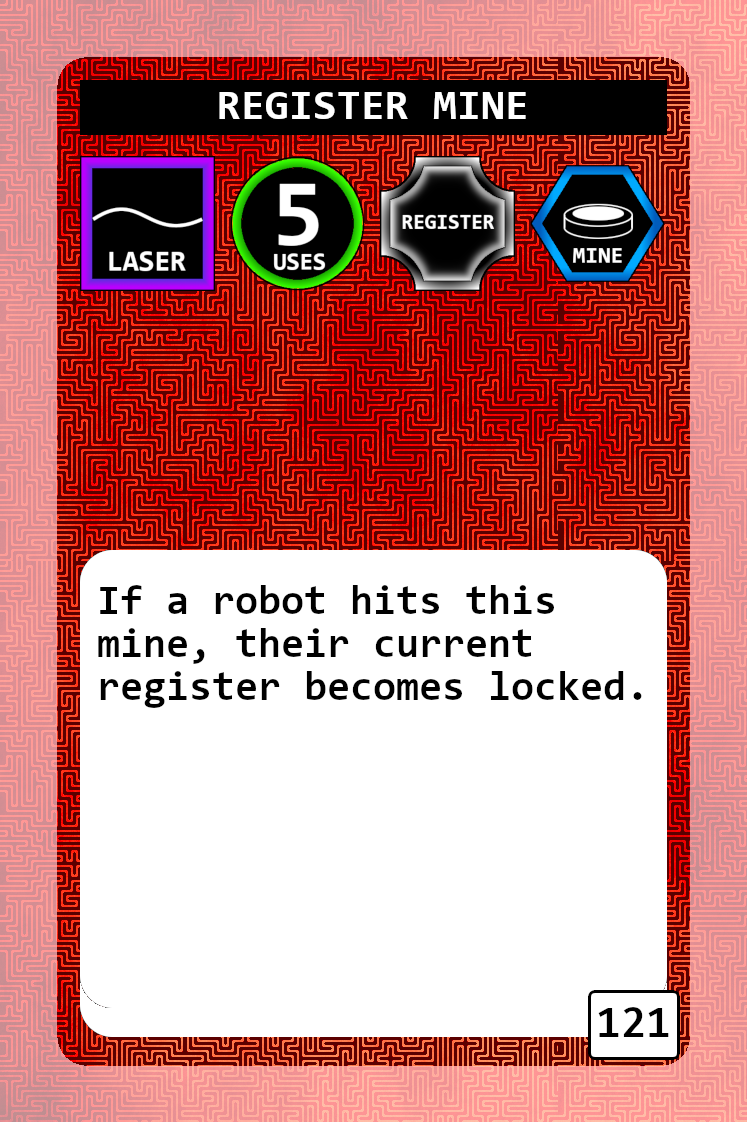 REGISTER MINE
LASER
5
USES
REGISTER
MINE
If a robot hits this
mine, their current
register becomes locked.
121